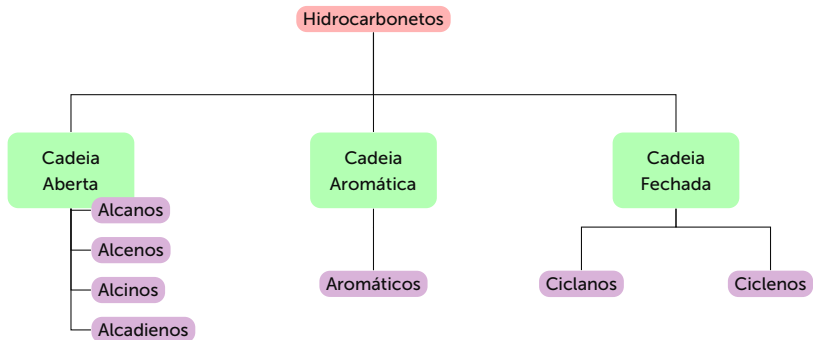 Hidrocarbonetos
Cadeia
Aberta
Alcanos
Alcenos
Alcinos
Alcadienos
Cadeia
Aromática
Aromáticos
Cadeia
Fechada
Ciclanos
Ciclenos